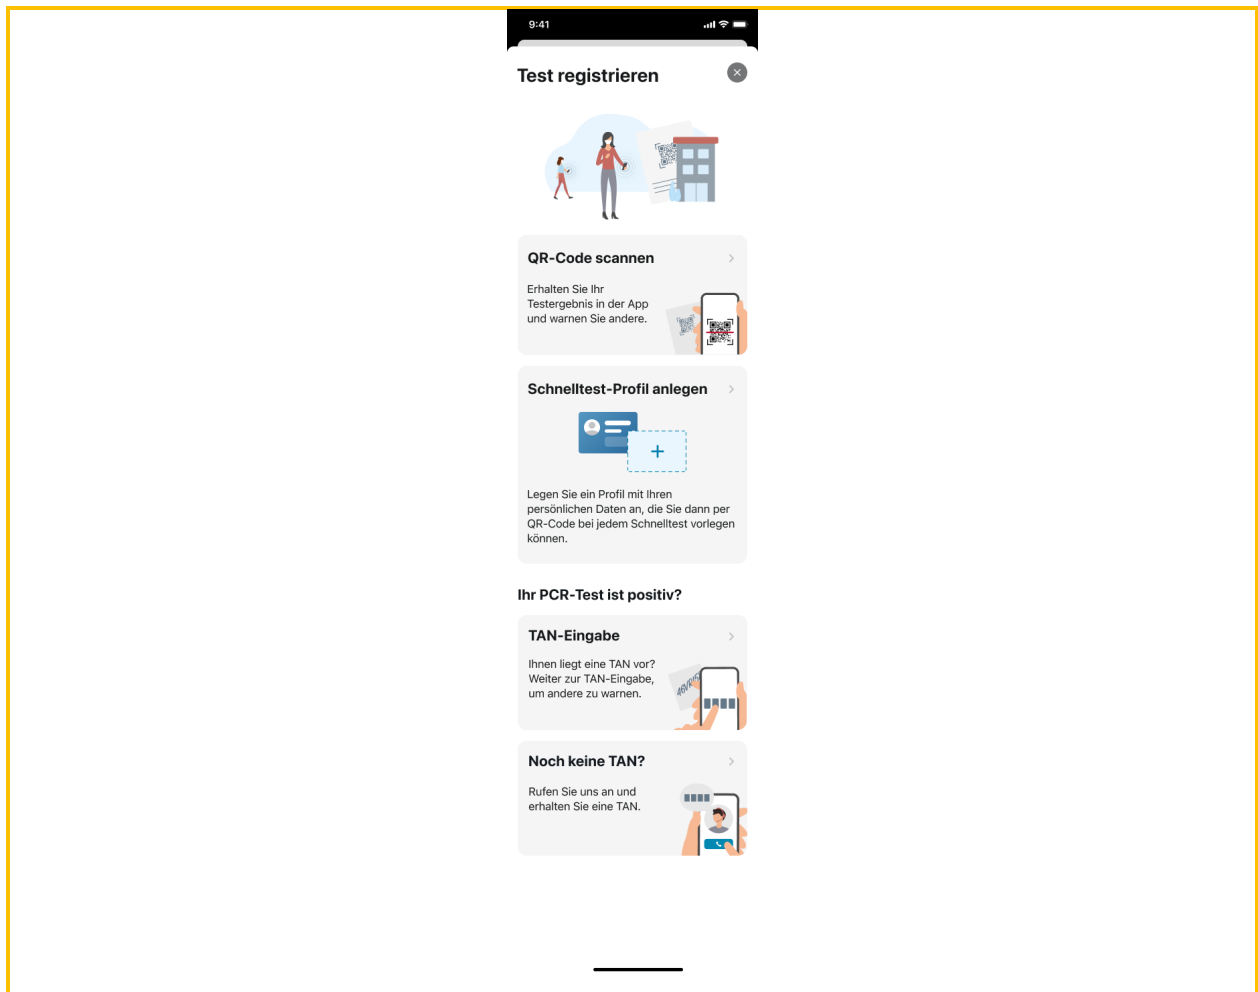 9:41
Test registrieren
QR-Code scannen
Erhalten Sie Ihr
Testergebnis in der App
und warnen Sie andere.
Schnelltest-Profil anlegen
Legen Sie ein Profil mit Ihren
persönlichen Daten an, die Sie dann per
QR-Code bei jedem Schnelltest vorlegen
können.
Ihr PCR-Test ist positiv?
TAN-Eingabe
Ihnen liegt eine TAN vor?
Weiter zur TAN-Eingabe,
um andere zu warnen.
Noch keine TAN?
Rufen Sie uns an und
erhalten Sie eine TAN.